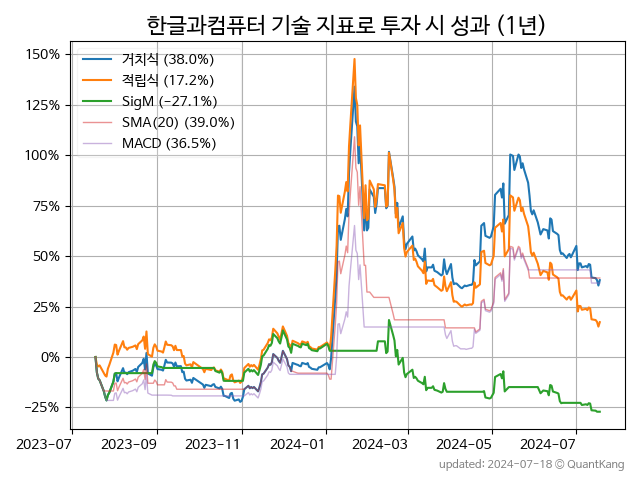 한글과컴퓨터 기술 지표로 투자 시 성과 (1년)
150%
125%
100%
75%
50%
25%
0%
−25%
거치식 (38.0%)
적립식 (17.2%)
SigM (−27.1%)
SMA(20) (39.0%)
MACD (36.5%)
2023-07 2023-09 2023-11 2024-01 2024-03 2024-05 2024-07
updated: 2024-07-18 © QuantKang